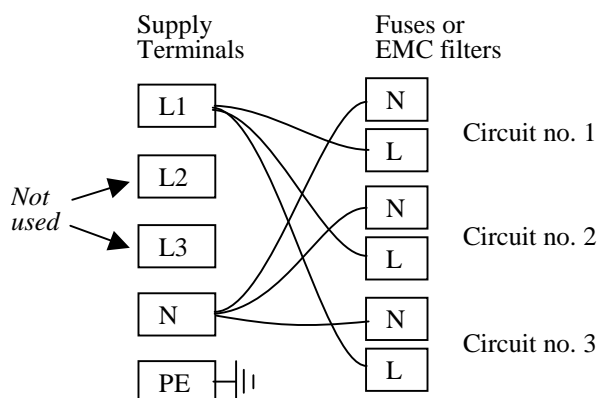 Supply
Terminals
Fuses or
EMC filters
L1
L2
L3
N
PE
Not
used
N
L
Circuit no. 1
N
L
Circuit no. 2
N
L
Circuit no. 3